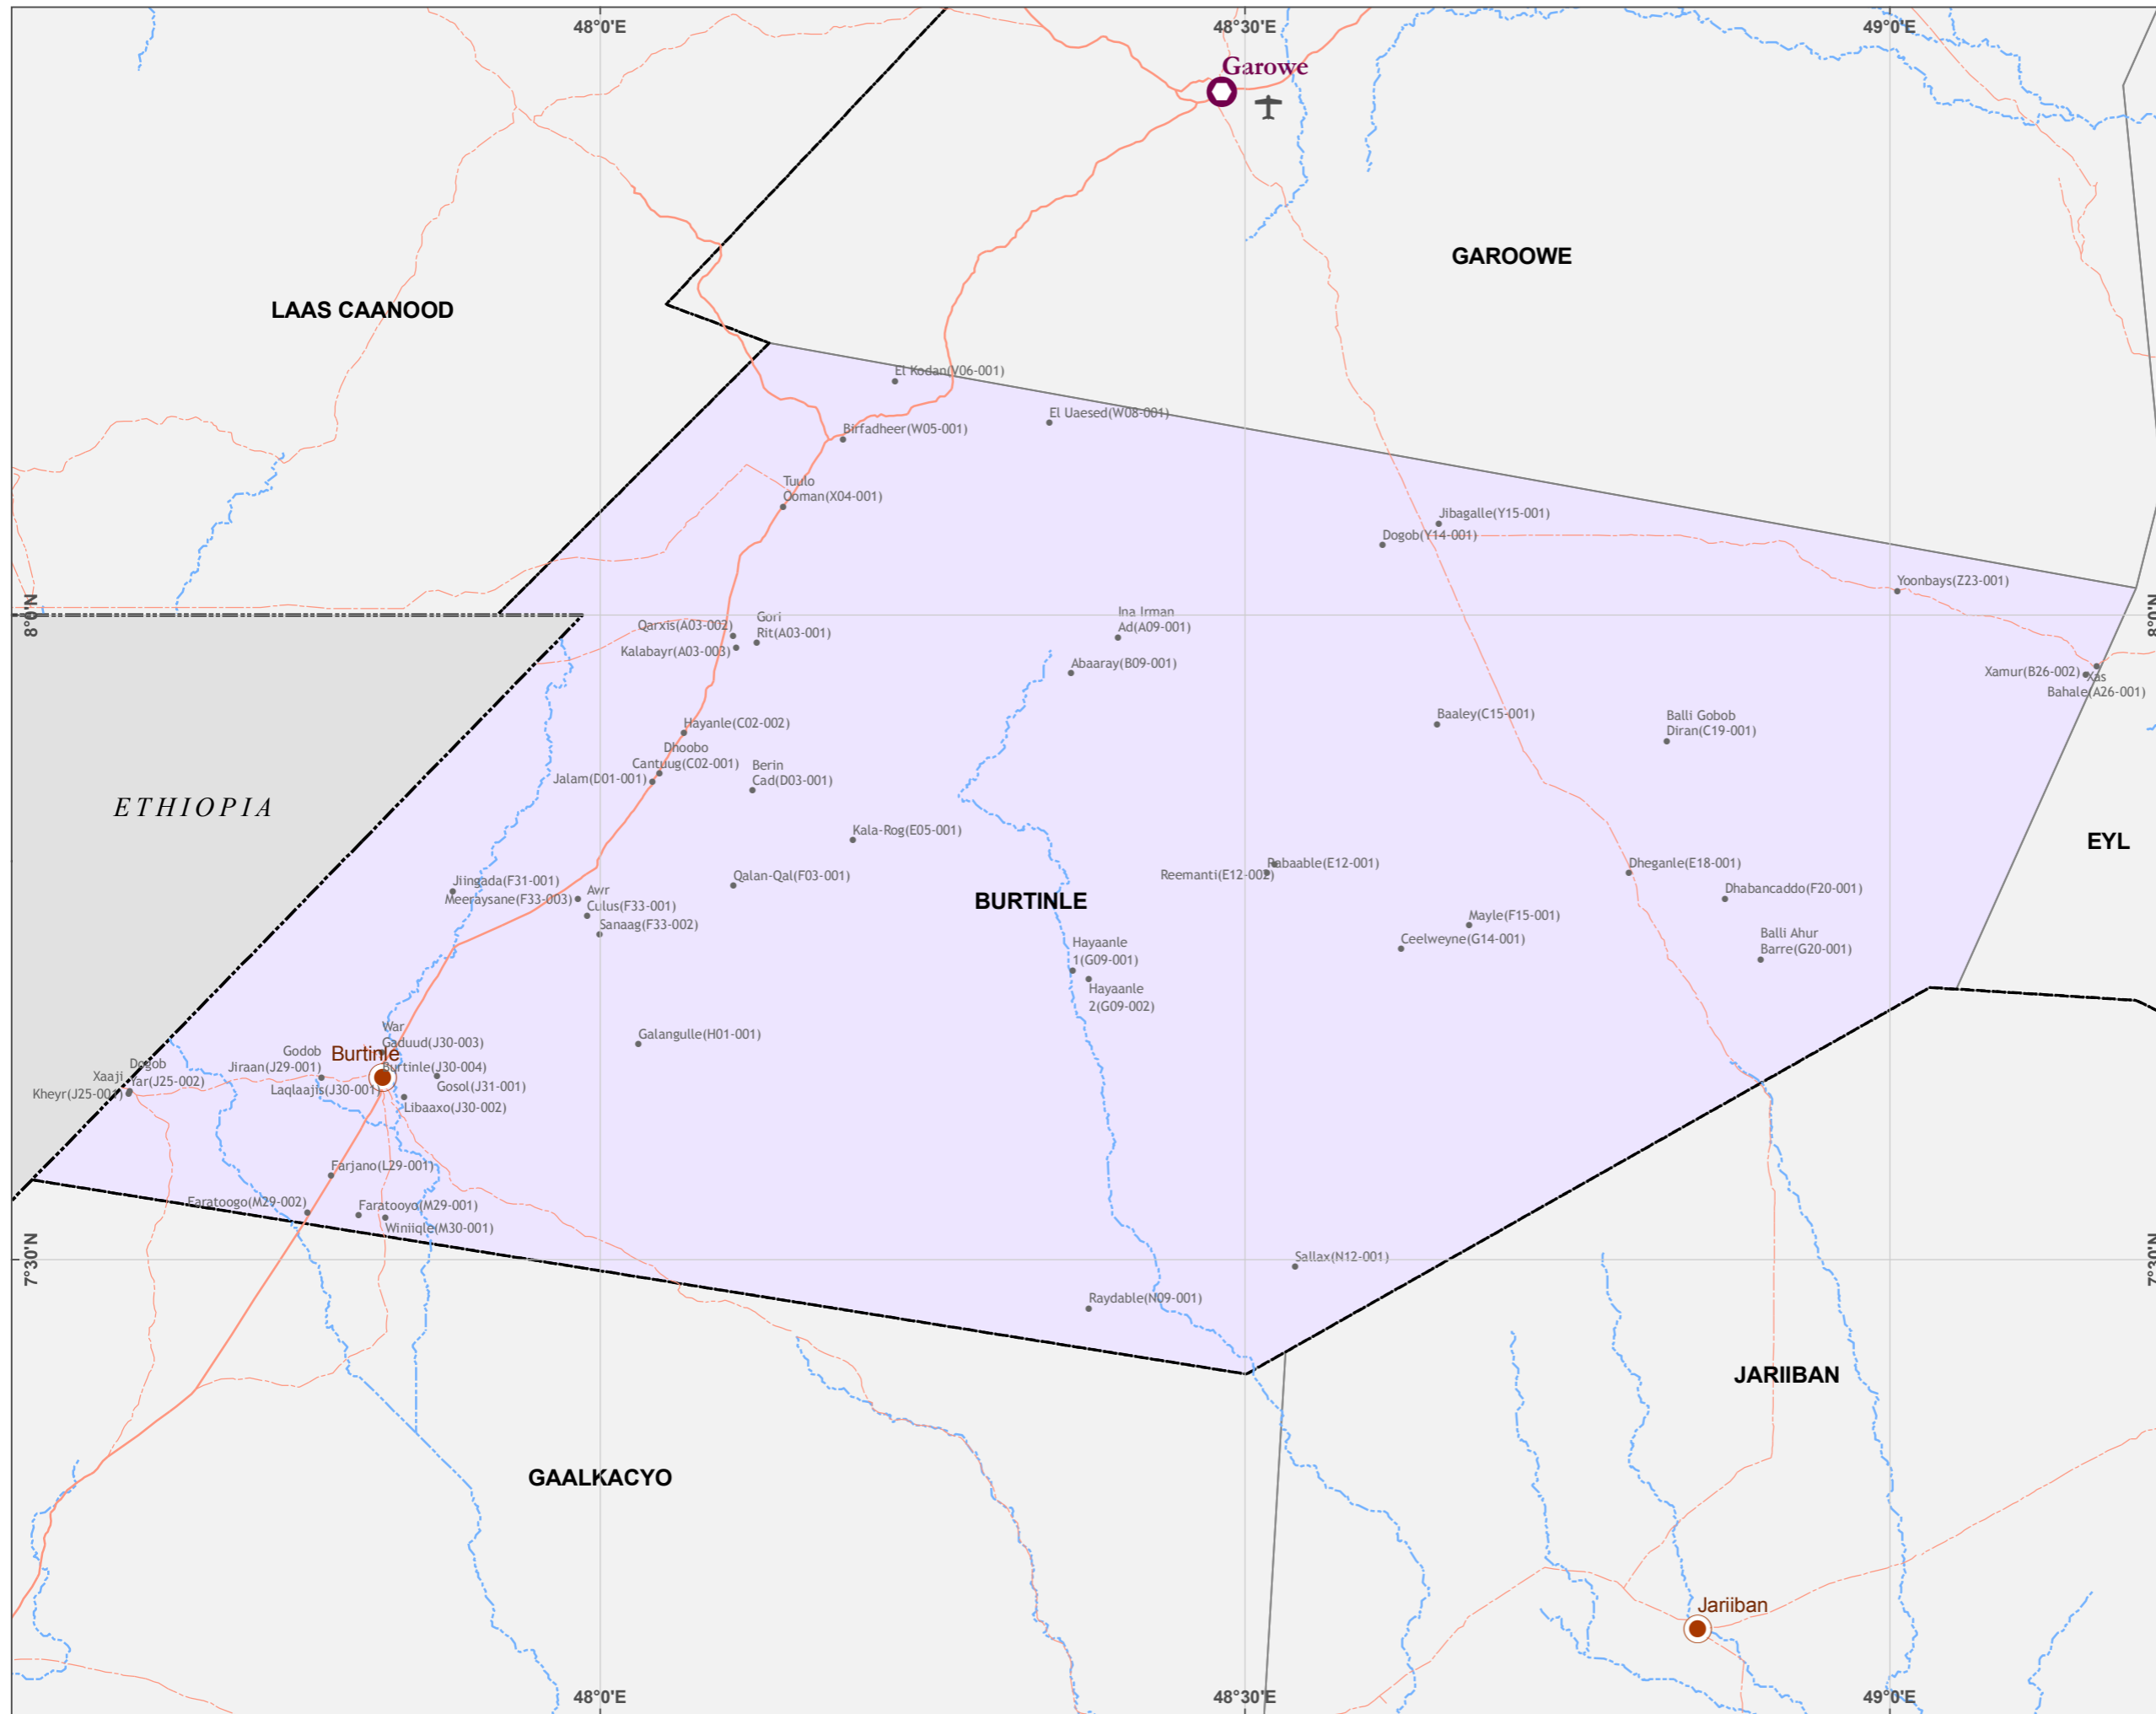 48°0'E
48°30'E
49°0'E
Garowe
GAROOWE
LAAS CAANOOD
El Kodan(V06-001)
El Uaesed(W08-001)
Birfadheer(W05-001)
Tuulo
Ooman(X04-001)
Jibagalle(Y15-001)
Dogob(Y14-001)
Yoonbays(Z23-001)
8°0'N
8°0'N
Gori
Rit(A03-001)
Qarxis(A03-002)
Kalabayr(A03-003)
Ina Irman
Ad(A09-001)
Abaaray(B09-001)
Xamur(B26-002)
Xas
Bahale(A26-001)
Hayanle(C02-002)
Dhoobo
Cantuug(C02-001)
Jalam(D01-001)
Berin
Cad(D03-001)
Baaley(C15-001)
Balli Gobob
Diran(C19-001)
ETHIOPIA
EYL
Kala-Rog(E05-001)
Qalan-Qal(F03-001)
Rabaable(E12-001)
Reemanti(E12-002)
Dheganle(E18-001)
Dhabancaddo(F20-001)
Jiingada(F31-001)
Meeraysane(F33-003)
Awr
Culus(F33-001)
Sanaag(F33-002)
BURTINLE
Mayle(F15-001)
Ceelweyne(G14-001)
Balli Ahur
Barre(G20-001)
Hayaanle
1(G09-001)
Hayaanle
2(G09-002)
Galangulle(H01-001)
War
Gaduud(J30-003)
Burtinle
Burtinle(J30-004)
Godob
Jiraan(J29-001)
Gosol(J31-001)
Laqlaajis(J30-001)
Libaaxo(J30-002)
Dogob
Yar(J25-002)
Xaaji
Kheyr(J25-001)
Farjano(L29-001)
Faratoogo(M29-002)
Faratooyo(M29-001)
Winiiqle(M30-001)
7°30'N
7°30'N
Sallax(N12-001)
Raydable(N09-001)
JARIIBAN
GAALKACYO
Jariiban
48°0'E
48°30'E
49°0'E